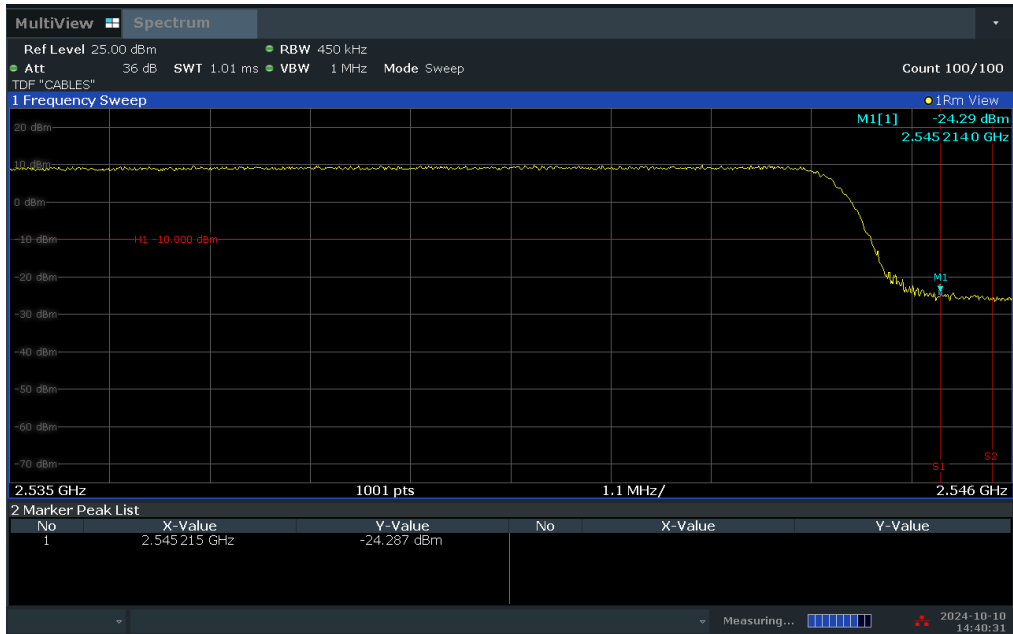 MultiView Spectrum
Ref Level 25.00 dBm RBW 450 kHz
Att 36 dB SWT 1.01 ms VBW 1 MHz Mode Sweep Count 100/100
TDF "CABLES"
1 Frequency Sweep 1Rm View
M1[1] -24.29 dBm
2.5452140 GHz
20 dBm
10 dBm
0 dBm
-10 dBm H1 -10.000 dBm
-20 dBm
M1
-30 dBm
-40 dBm
-50 dBm
-60 dBm
-70 dBm
S1 S2
2.535 GHz 1001 pts 1.1 MHz/ 2.546 GHz
2 Marker Peak List
No X-Value Y-Value No X-Value Y-Value
1 2.545215 GHz -24.287 dBm
Measuring... 2024-10-10
14:40:31